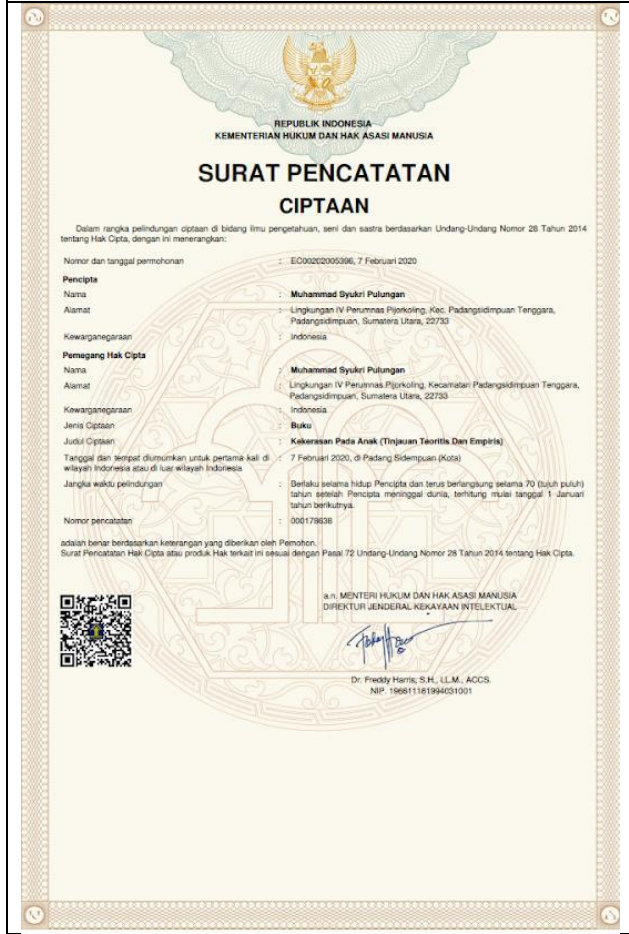 REPUBLIK INDONESIA
KEMENTERIAN HUKUM DAN HAK ASASI MANUSIA
SURAT PENCATATAN
CIPTAAN
Dalam rangka pelindungan ciptaan di bidang ilmu pengetahuan, seni dan sastra berdasarkan Undang-Undang Nomor 28 Tahun 2014
tentang Hak Cipta, dengan ini menerangkan:
Nomor dan tanggal permohonan : EC00202005396, 7 Februari 2020
Pencipta
Nama : Muhammad Syukri Pulungan
Alamat : Lingkungan IV Perumnas Pijorkoling, Kec. Padangsidimpuan Tenggara,
Padangsidimpuan, Sumatera Utara, 22733
Kewarganegaraan : Indonesia
Pemegang Hak Cipta
Nama : Muhammad Syukri Pulungan
Alamat : Lingkungan IV Perumnas Pijorkoling, Kecamatan Padangsidimpuan Tenggara,
Padangsidimpuan, Sumatera Utara, 22733
Kewarganegaraan : Indonesia
Jenis Ciptaan : Buku
Judul Ciptaan : Kekerasan Pada Anak (Tinjauan Teoritis Dan Empiris)
Tanggal dan tempat diumumkan untuk pertama kali di : 7 Februari 2020, di Padang Sidempuan (Kota)
wilayah Indonesia atau di luar wilayah Indonesia
Jangka waktu pelindungan : Berlaku selama hidup Pencipta dan terus berlangsung selama 70 (tujuh puluh)
tahun setelah Pencipta meninggal dunia, terhitung mulai tanggal 1 Januari
tahun berikutnya.
Nomor pencatatan : 000178638
adalah benar berdasarkan keterangan yang diberikan oleh Pemohon.
Surat Pencatatan Hak Cipta atau produk Hak terkait ini sesuai dengan Pasal 72 Undang-Undang Nomor 28 Tahun 2014 tentang Hak Cipta.
a.n. MENTERI HUKUM DAN HAK ASASI MANUSIA
DIREKTUR JENDERAL KEKAYAAN INTELEKTUAL
Dr. Freddy Harris, S.H., LL.M., ACCS.
NIP. 196611181994031001